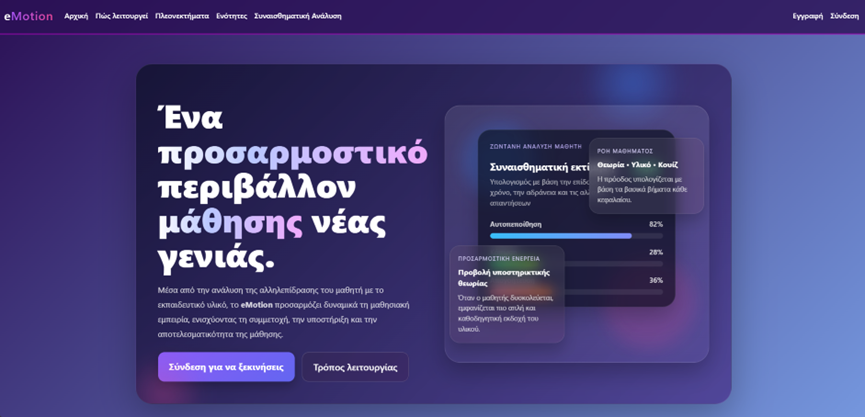 eMotion Αρχική Πώς λειτουργεί Πλεονεκτήματα Ενότητες Συναισθηματική Ανάλυση Εγγραφή Σύνδεση
Ένα
προσαρμοστικό
περιβάλλον
μάθησης νέας
γενιάς.
Μέσα από την ανάλυση της αλληλεπίδρασης του μαθητή με το
εκπαιδευτικό υλικό, το eMotion προσαρμόζει δυναμικά τη μαθησιακή
εμπειρία, ενισχύοντας τη συμμετοχή, την υποστήριξη και την
αποτελεσματικότητα της μάθησης.
Σύνδεση για να ξεκινήσεις Τρόπος λειτουργίας
ΖΩΝΤΑΝΗ ΑΝΑΛΥΣΗ ΜΑΘΗΤΗ
Συναισθηματική εκτί
Υπολογισμός με βάση την επίδ
χρόνο, την αδράνεια και τις αλ
απαντήσεων
Αυτοπεποίθηση 82%
28%
36%
ΡΟΗ ΜΑΘΗΜΑΤΟΣ
Θεωρία • Υλικό • Κουίζ
Η πρόοδος υπολογίζεται με
βάση τα βασικά βήματα κάθε
κεφαλαίου.
ΠΡΟΣΑΡΜΟΣΤΙΚΗ ΕΝΕΡΓΕΙΑ
Προβολή υποστηρικτικής
θεωρίας
Όταν ο μαθητής δυσκολεύεται,
εμφανίζεται πιο απλή και
καθοδηγητική εκδοχή του
υλικού.